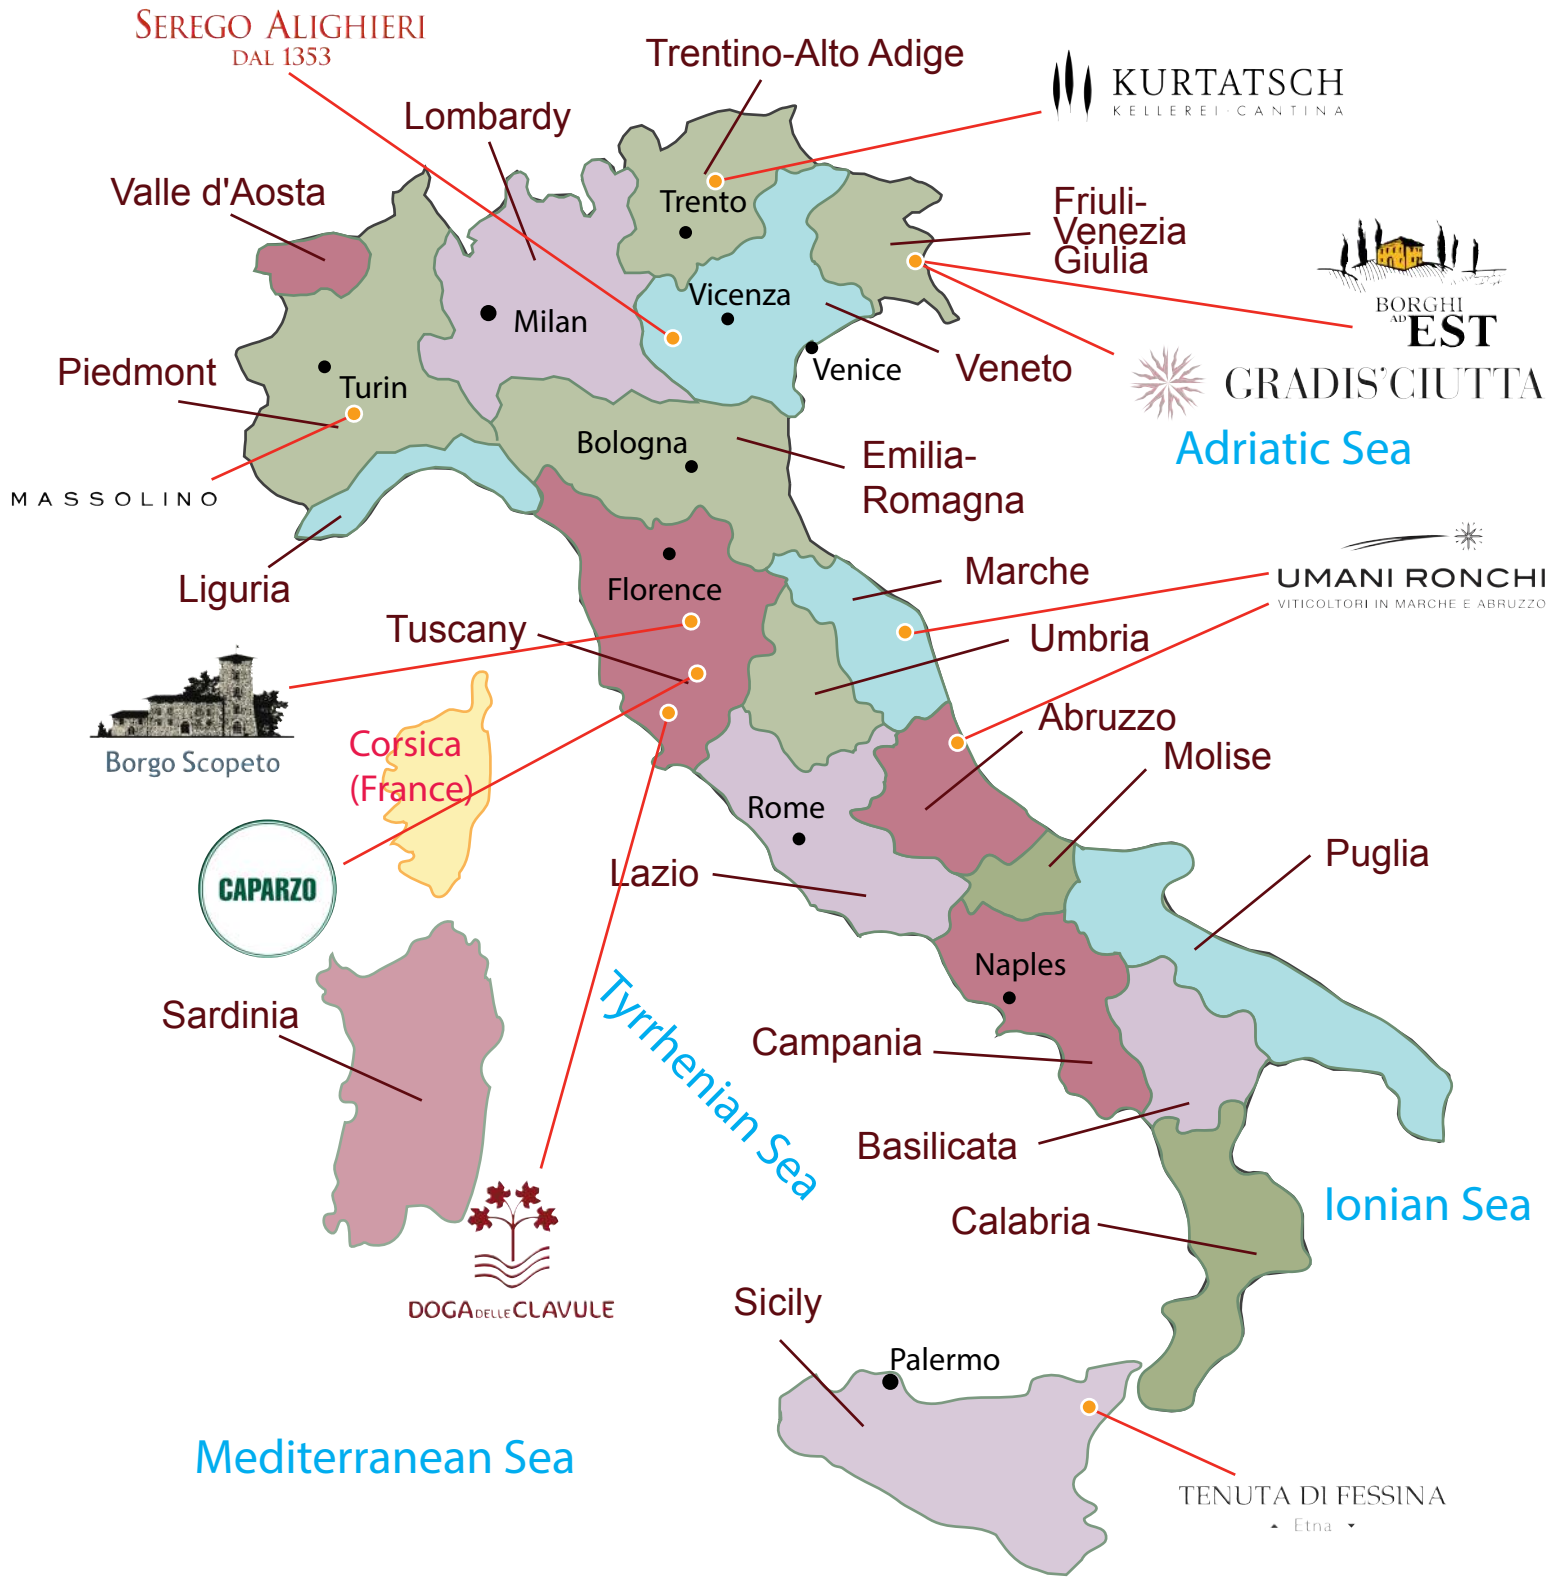 SEREGO ALIGHIERI
DAL 1353
Trentino-Alto Adige
KURTATSCH
KELLEREI·CANTINA
Lombardy
Valle d'Aosta
Trento
Friuli-
Venezia
Giulia
BORGHI
AD EST
Vicenza
Milan
Venice
Veneto
Piedmont
Turin
GRADIS'CIUTTA
Adriatic Sea
Bologna
Emilia-
Romagna
MASSOLINO
Liguria
Florence
Marche
UMANI RONCHI
VITICOLTORI IN MARCHE E ABRUZZO
Tuscany
Umbria
Borgo Scopeto
Corsica
(France)
Abruzzo
Molise
Rome
CAPARZO
Lazio
Puglia
Naples
Sardinia
Tyrrhenian Sea
Campania
Basilicata
Calabria
Ionian Sea
DOGA DELLE CLAVULE
Sicily
Palermo
Mediterranean Sea
TENUTA DI FESSINA
Etna